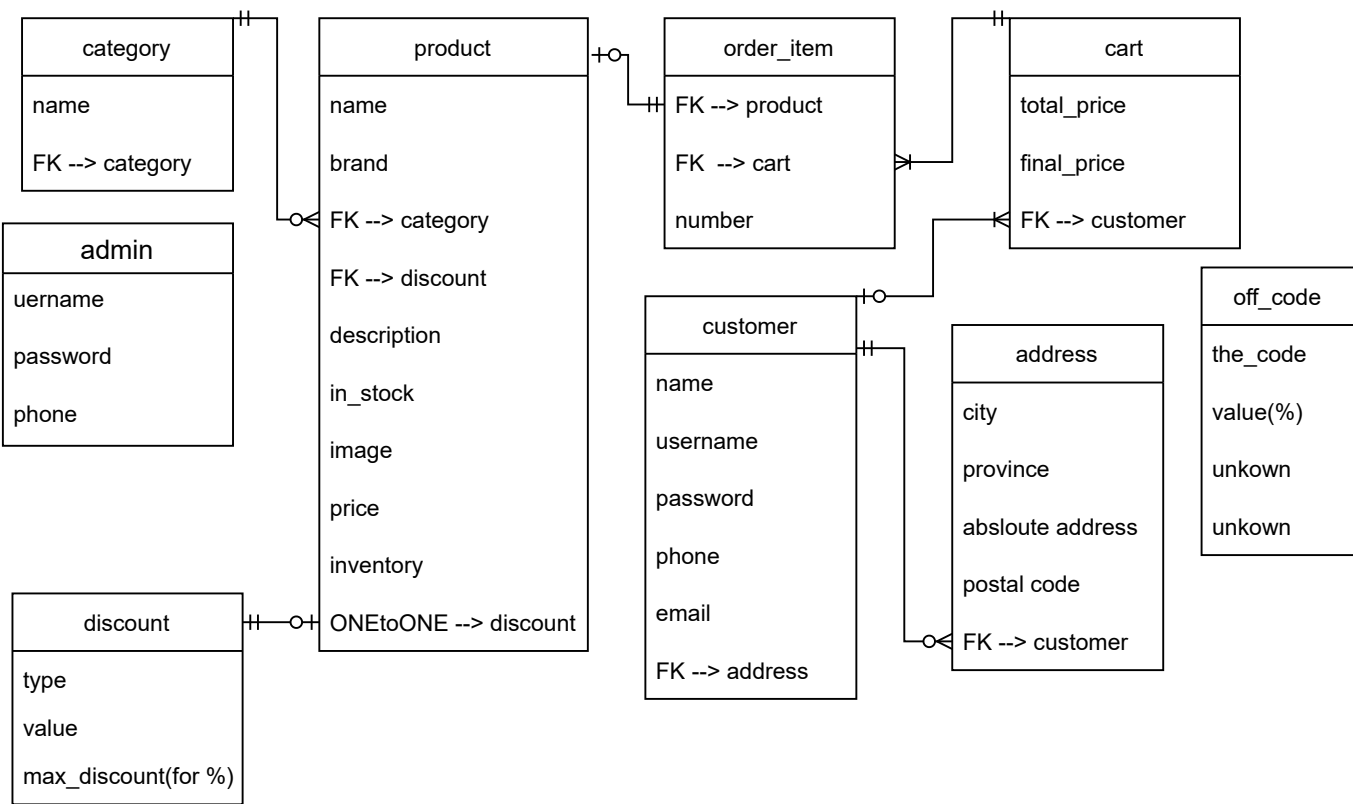 category
name
FK --> category
admin
uername
password
phone
discount
type
value
max_discount(for %)
product
name
brand
FK --> category
FK --> discount
description
in_stock
image
price
inventory
ONEtoONE --> discount
order_item
FK --> product
FK --> cart
number
customer
name
username
password
phone
email
FK --> address
cart
total_price
final_price
FK --> customer
address
city
province
absloute address
postal code
FK --> customer
off_code
the_code
value(%)
unkown
unkown